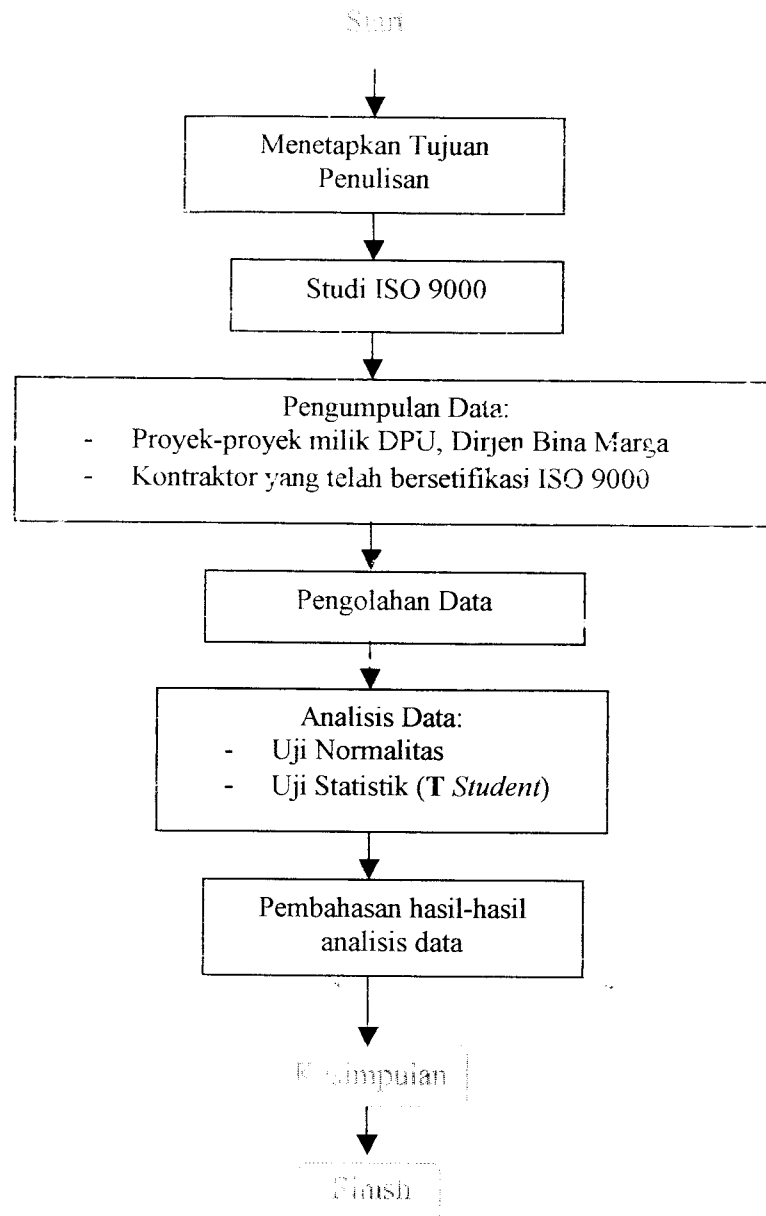 Start
Menetapkan Tujuan
Penulisan
Studi ISO 9000
Pengumpulan Data:
- Proyek-proyek milik DPU, Dirjen Bina Marga
- Kontraktor yang telah bersetifikasi ISO 9000
Pengolahan Data
Analisis Data:
- Uji Normalitas
- Uji Statistik (T Student)
Pembahasan hasil-hasil
analisis data
Kesimpulan
Finish